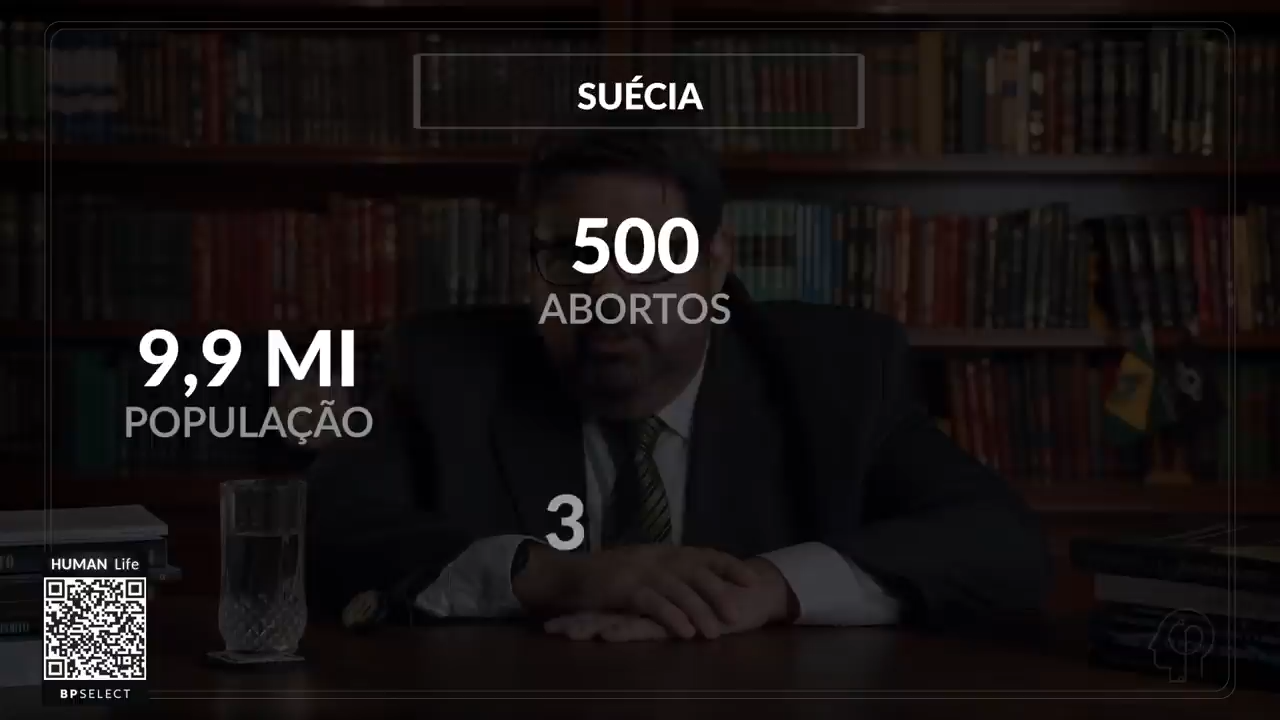 SUÉCIA
500
ABORTOS
9,9 MI
POPULAÇÃO
3
HUMAN Life
BPSELECT